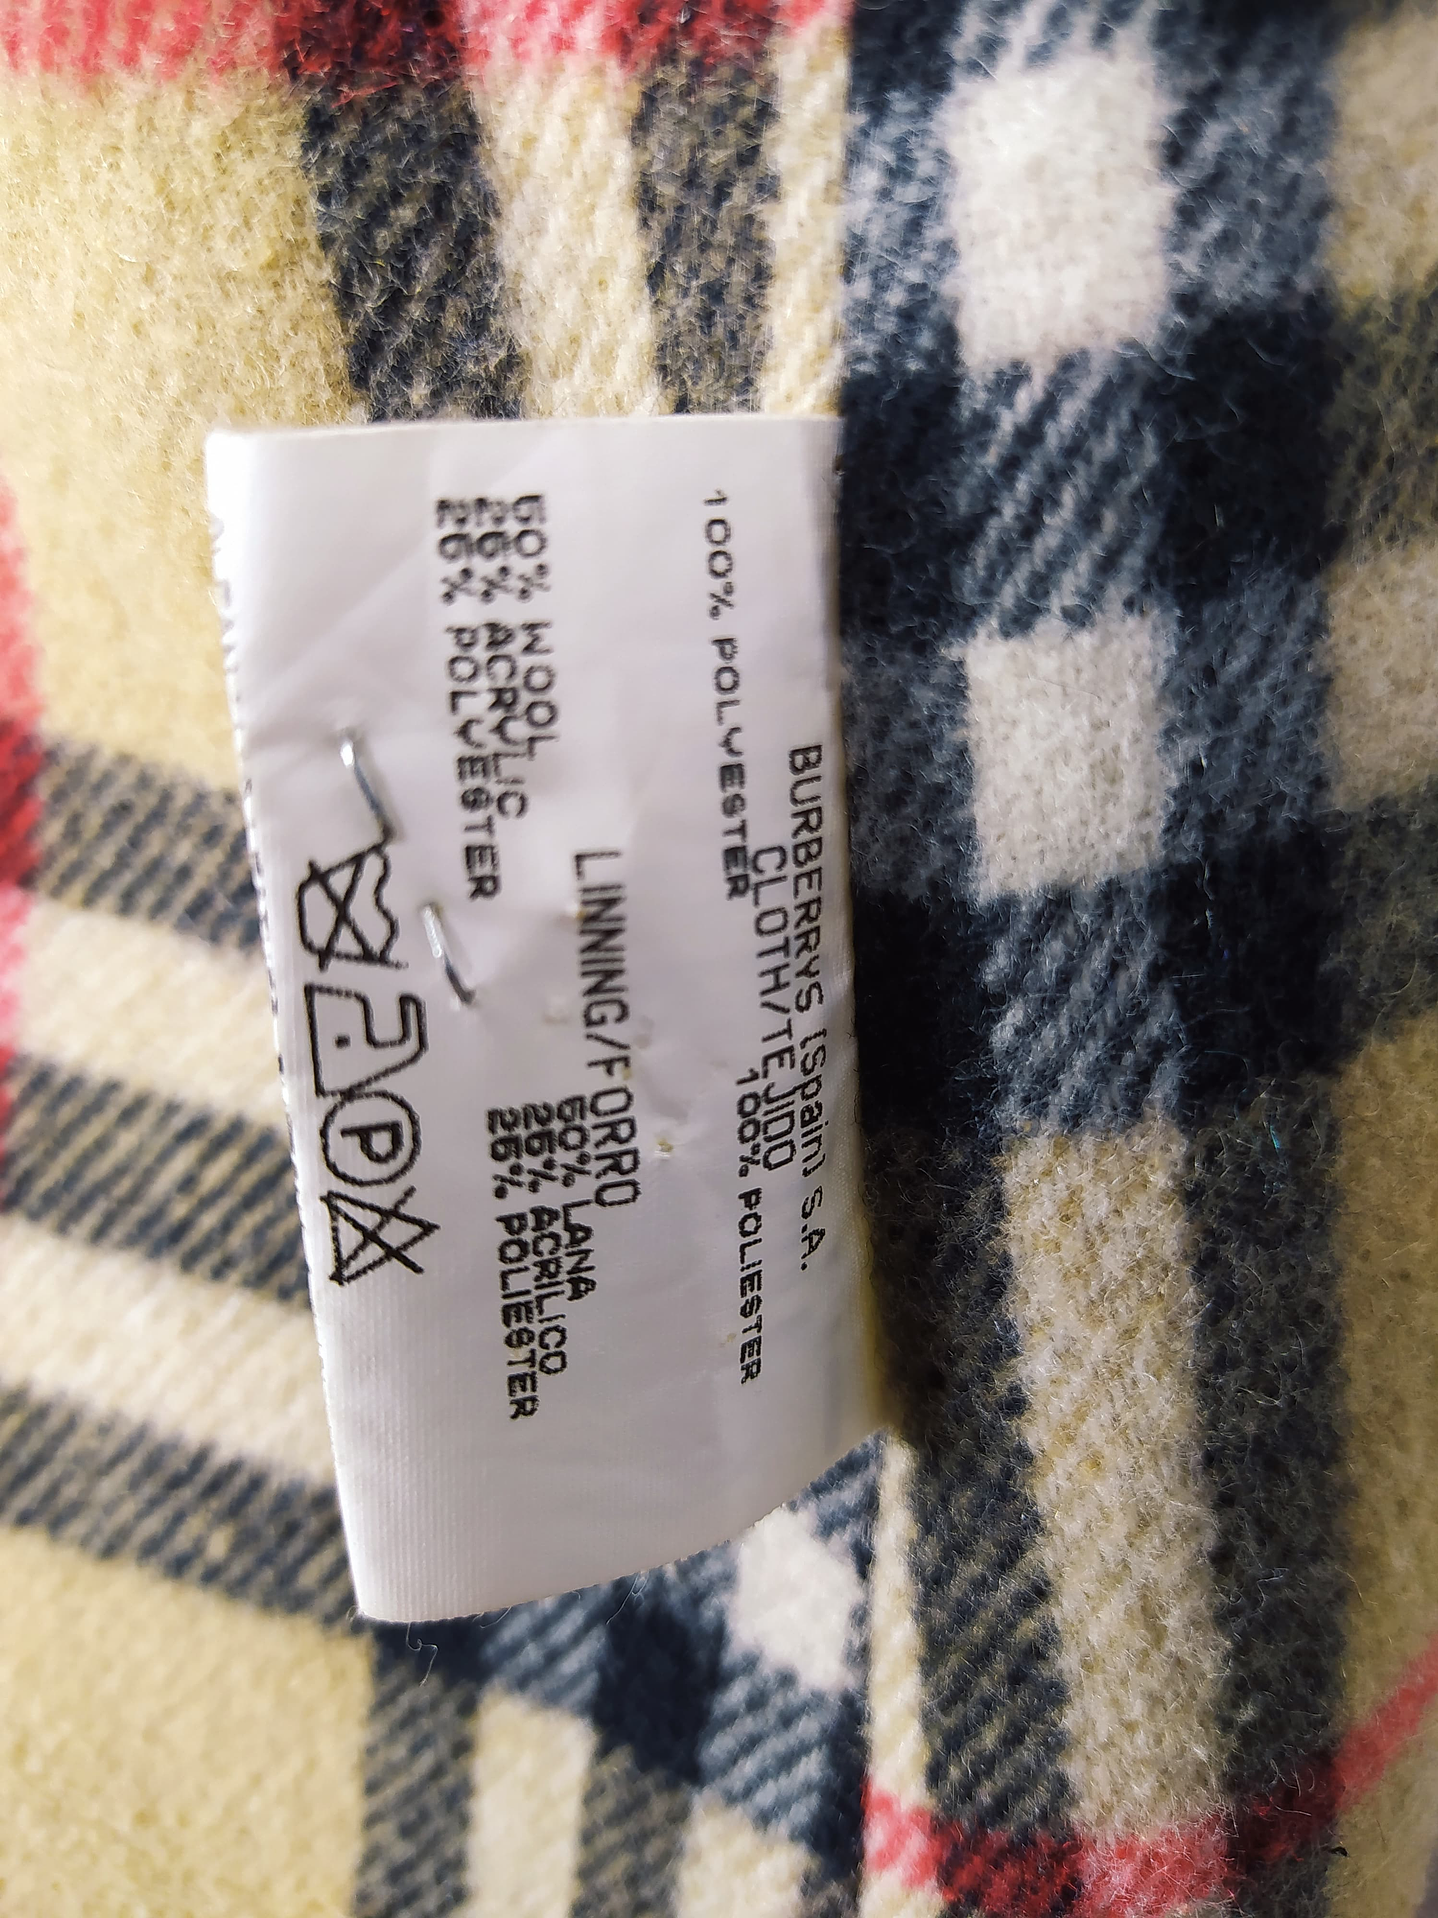 BURBERRYS (Spain) S.A.
CLOTH/TEJIDO
100% POLYESTER 100% POLIESTER
LINNING/FORRO
50% WOOL 50% LANA
25% ACRYLIC 25% ACRILICO
25% POLYESTER 25% POLIESTER
P